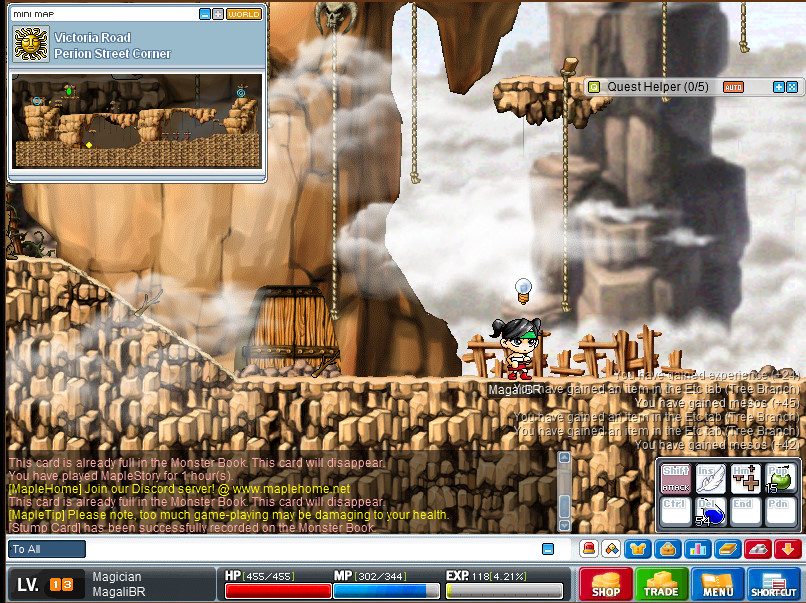 MINI MAP
WORLD
Victoria Road
Perion Street Corner
Quest Helper (0/5)
AUTO
MagaliBR
You have gained experience (+24)
You have gained an item in the Etc tab (Tree Branch)
You have gained mesos (+45
You have gained an item in the Etc tab (Tree Branch)
You have gained an item in the Etc tab (Tree Branch)
You have gained mesos (+42)
This card is already full in the Monster Book. This card will disappear.
You have played MapleStory for 1 hour(s).
[MapleHome] Join our Discord server! @ www.maplehome.net
This card is already full in the Monster Book. This card will disappear
[MapleTip] Please note, too much game-playing may be damaging to your health.
[Stump Card] has been successfully recorded on the Monster Book.
Shift Ins Hm Pup
ATTACK 15
Ctrl Del End Pdn
54
To All
LV. 13
Magician
MagaliBR
HP [455/455]
MP [302/344]
EXP. 118[4.21%]
SHOP
TRADE
MENU
SHORT CUT